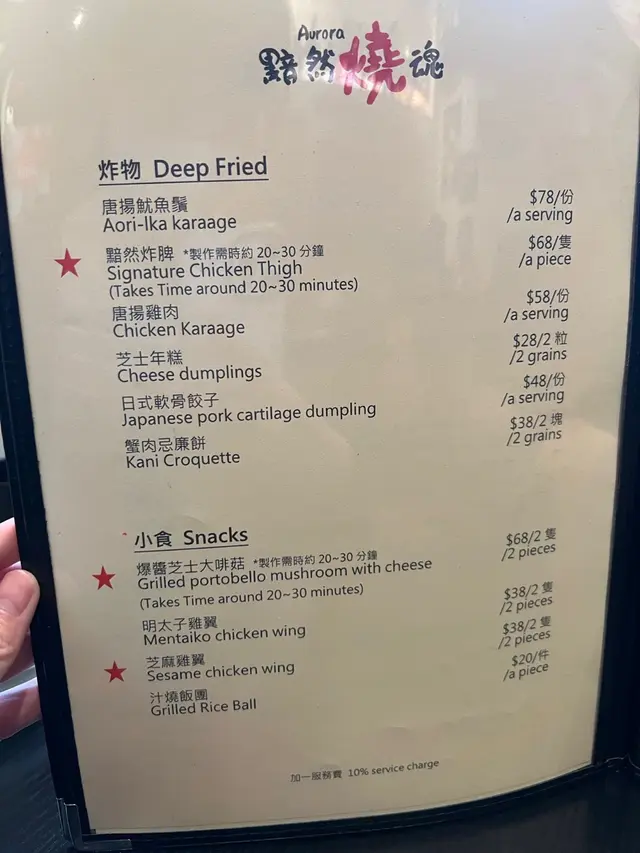 Aurora
黯然燒魂
炸物 Deep Fried
唐揚魷魚鬚
Aori-Ika karaage
$78/份
/a serving
黯然炸脾 *製作需時約 20~30 分鐘
Signature Chicken Thigh
(Takes Time around 20~30 minutes)
$68/隻
/a piece
唐揚雞肉
Chicken Karaage
$58/份
/a serving
芝士年糕
Cheese dumplings
$28/2 粒
/2 grains
日式軟骨餃子
Japanese pork cartilage dumpling
$48/份
/a serving
蟹肉忌廉餅
Kani Croquette
$38/2 塊
/2 grains
小食 Snacks
爆醬芝士大啡菇 *製作需時約 20~30 分鐘
Grilled portobello mushroom with cheese
(Takes Time around 20~30 minutes)
$68/2 隻
/2 pieces
明太子雞翼
Mentaiko chicken wing
$38/2 隻
/2 pieces
芝麻雞翼
Sesame chicken wing
$38/2 隻
/2 pieces
汁燒飯團
Grilled Rice Ball
$20/件
/a piece
加一服務費 10% service charge